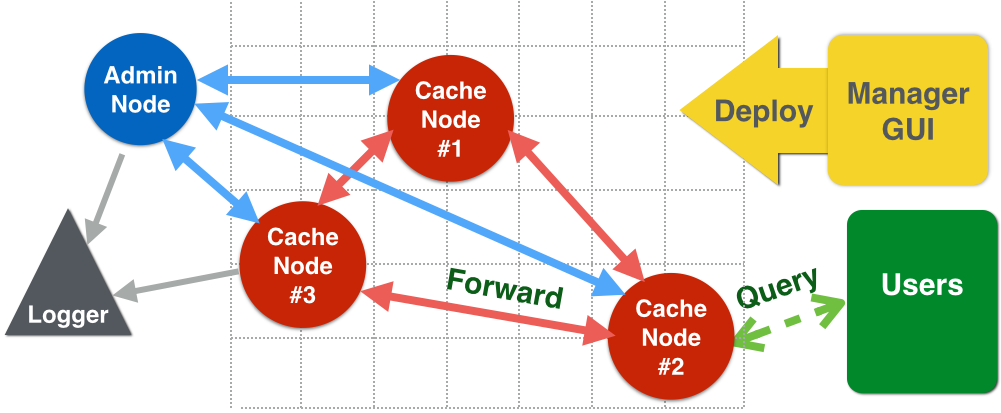 Admin
Node
Cache
Node
#1
Deploy
Manager
GUI
Cache
Node
#3
Forward
Query
Users
Logger
Cache
Node
#2